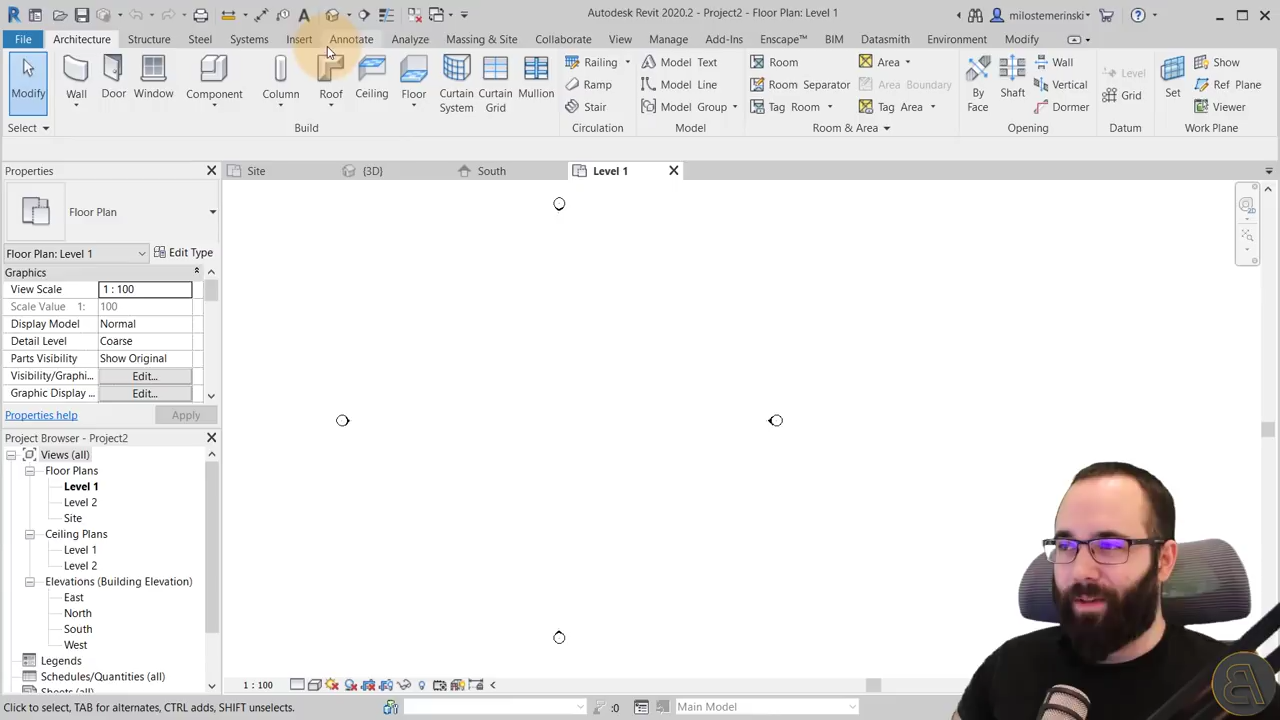 Autodesk Revit 2020.2 - Project2 - Floor Plan: Level 1
milostemerinski
File Architecture Structure Steel Systems Insert Annotate Analyze Massing & Site Collaborate View Manage Add-Ins Enscape™ BIM Datasmith Environment Modify
Modify Wall Door Window Component Column Roof Ceiling Floor Curtain System Curtain Grid Mullion
Railing Model Text Room Area Wall Level Show
Ramp Model Line Room Separator Area Boundary By Face Shaft Vertical Grid Set Ref Plane
Stair Model Group Tag Room Tag Area Dormer Viewer
Select Build Circulation Model Room & Area Opening Datum Work Plane
Properties
Site {3D} South Level 1
Floor Plan
Floor Plan: Level 1 Edit Type
Graphics
View Scale 1 : 100
Scale Value 1: 100
Display Model Normal
Detail Level Coarse
Parts Visibility Show Original
Visibility/Graphi... Edit...
Graphic Display ... Edit...
Properties help Apply
Project Browser - Project2
Views (all)
Floor Plans
Level 1
Level 2
Site
Ceiling Plans
Level 1
Level 2
Elevations (Building Elevation)
East
North
South
West
Legends
Schedules/Quantities (all)
Sheets (all)
1 : 100
Click to select, TAB for alternates, CTRL adds, SHIFT unselects.
:0
Main Model